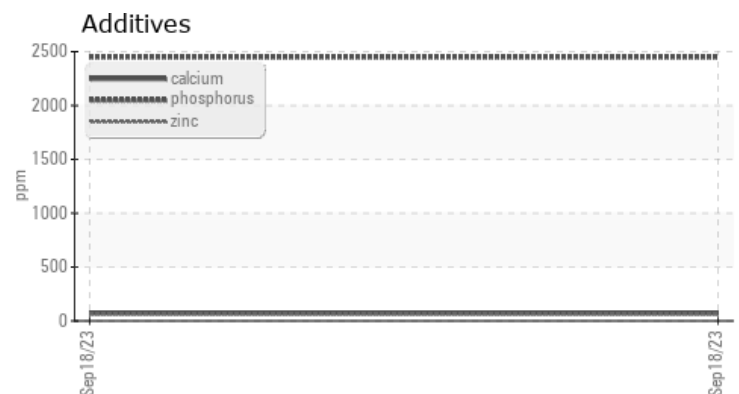 Additives
2500
2000
1500
1000
500
0
ppm
calcium
phosphorus
zinc
Sep18/23
Sep18/23